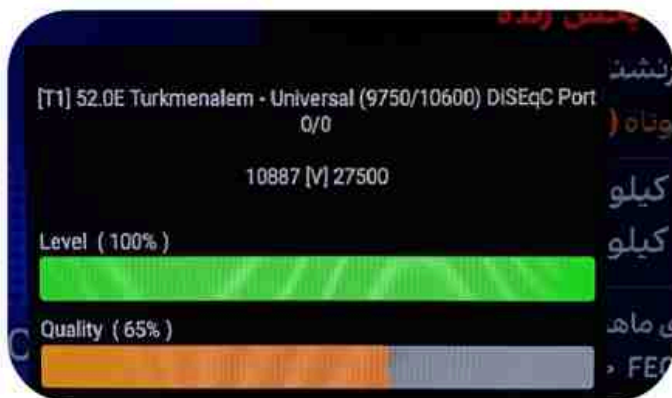 پخش زنده
[T1] 52.0E Turkmenalem - Universal (9750/10600) DiSEqC Port
0/0
10887 [V] 27500
کیلو
کیلو
Level ( 100% )
Quality ( 65% )
FEC